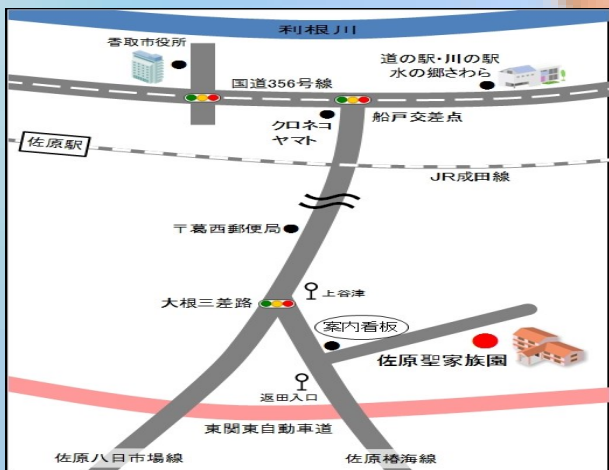 利根川
香取市役所
道の駅・川の駅
水の郷さわら
国道356号線
クロネコ
ヤマト
船戸交差点
佐原駅
JR成田線
〒葛西郵便局
上谷津
大根三差路
案内看板
佐原聖家族園
返田入口
東関東自動車道
佐原八日市場線
佐原椿海線